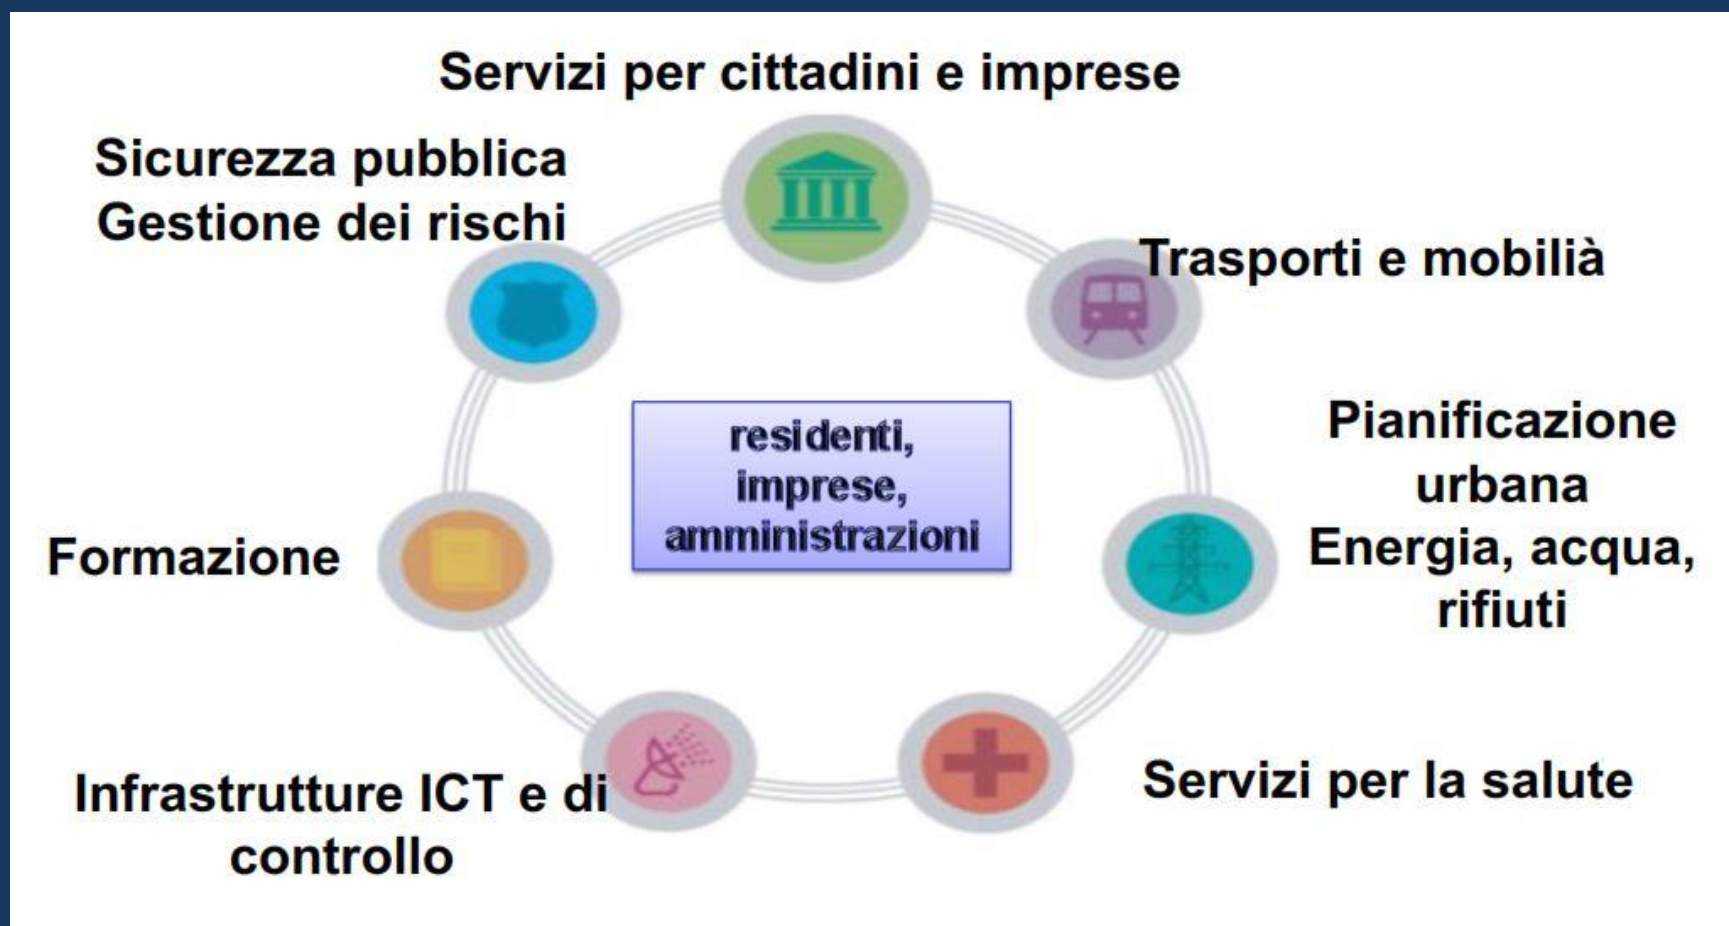 Servizi per cittadini e imprese
Sicurezza pubblica
Gestione dei rischi
Trasporti e mobilià
residenti,
imprese,
amministrazioni
Pianificazione
urbana
Energia, acqua,
rifiuti
Formazione
Infrastrutture ICT e di
controllo
Servizi per la salute